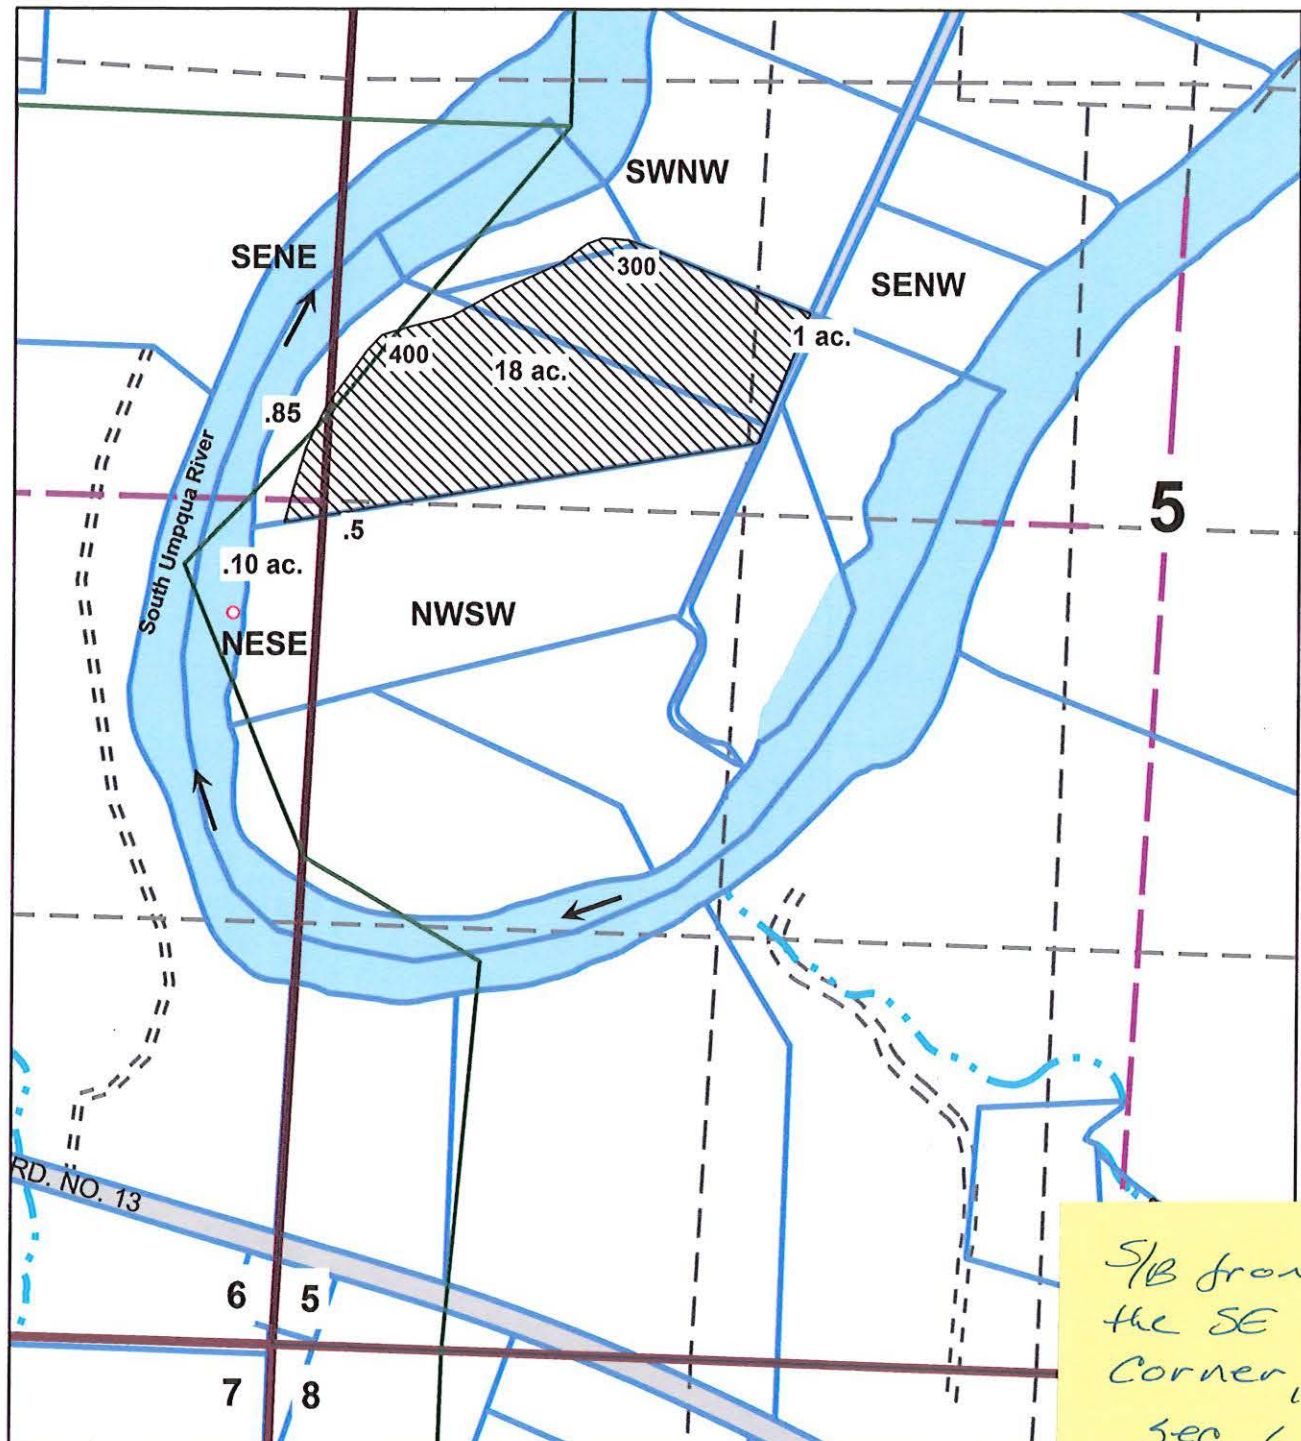 SWNW
SENE
300
SENW
1 ac.
400
18 ac.
.85
South Umpqua River
5
.5
.10 ac.
NWSW
NESE
RD. NO. 13
6 5
7 8
S/B from
the SE
Corner,
sec